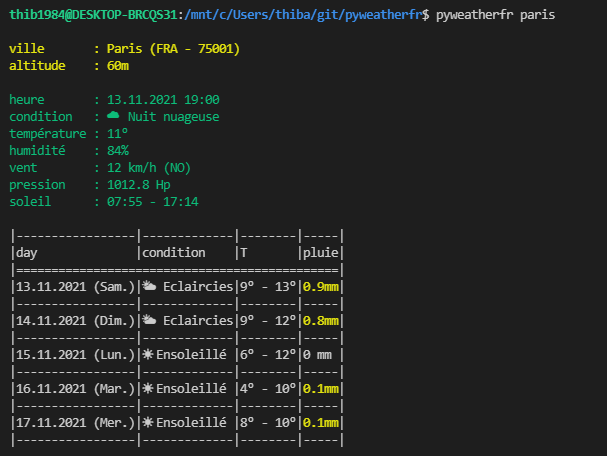 thib1984@DESKTOP-BRCQS31:/mnt/c/Users/thiba/git/pyweatherfr$ pyweatherfr paris
ville       : Paris (FRA - 75001)
altitude    : 60m
heure       : 13.11.2021 19:00
condition   : ☁ Nuit nuageuse
température : 11°
humidité    : 84%
vent        : 12 km/h (NO)
pression    : 1012.8 Hp
soleil      : 07:55 - 17:14
|-----------------|-------------|--------|-----|
|day              |condition    |T       |pluie|
|===============================================|
|13.11.2021 (Sam.)|🌥 Eclaircies|9° - 13°|0.9mm|
|-----------------|-------------|--------|-----|
|14.11.2021 (Dim.)|🌥 Eclaircies|9° - 12°|0.8mm|
|-----------------|-------------|--------|-----|
|15.11.2021 (Lun.)|☀Ensoleillé |6° - 12°|0 mm |
|-----------------|-------------|--------|-----|
|16.11.2021 (Mar.)|☀Ensoleillé |4° - 10°|0.1mm|
|-----------------|-------------|--------|-----|
|17.11.2021 (Mer.)|☀Ensoleillé |8° - 10°|0.1mm|
|-----------------|-------------|--------|-----|